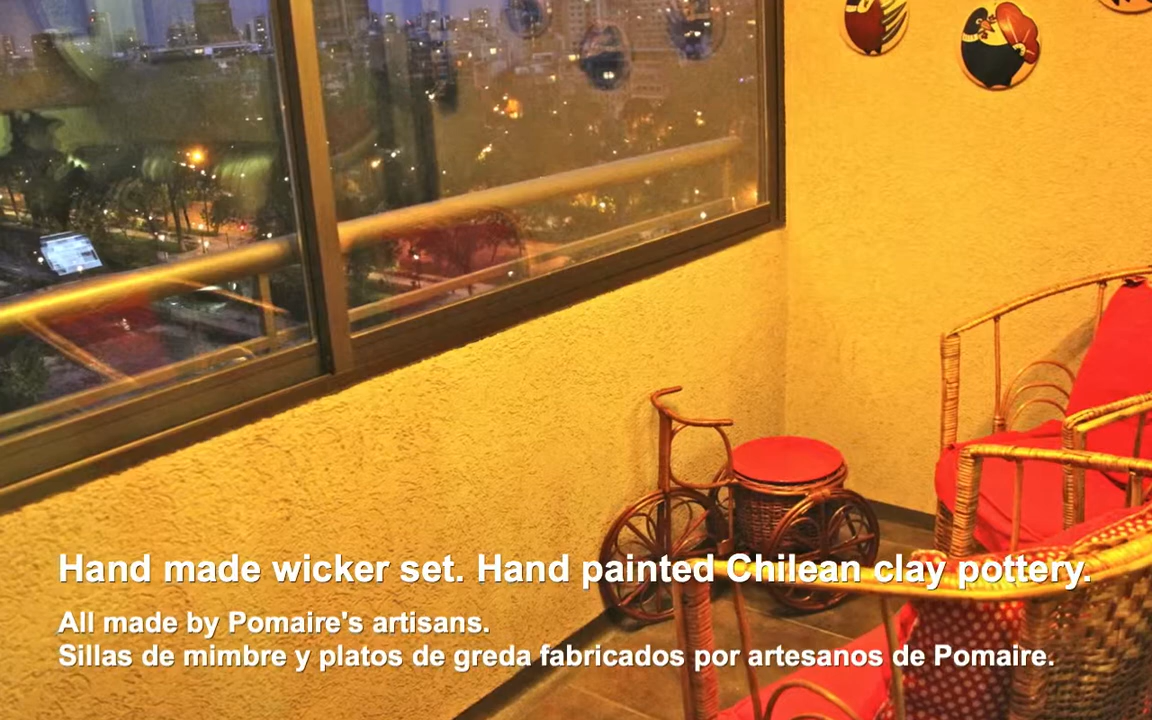 Hand made wicker set. Hand painted Chilean clay pottery.
All made by Pomaire's artisans.
Sillas de mimbre y platos de greda fabricados por artesanos de Pomaire.